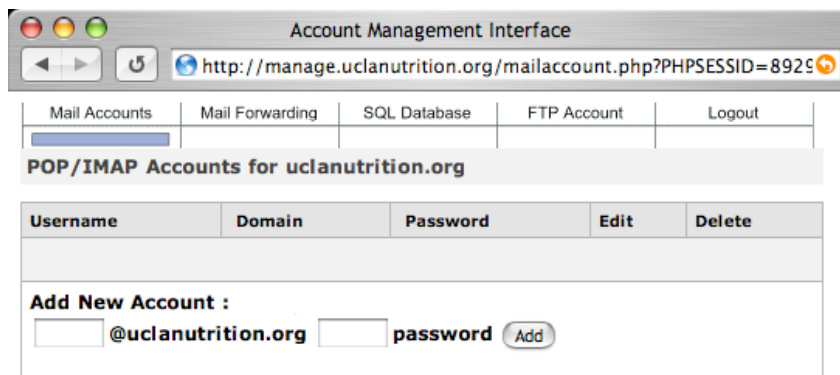 Account Management Interface
http://manage.uclanutrition.org/mailaccount.php?PHPSESSID=8929
Mail Accounts Mail Forwarding SQL Database FTP Account Logout
POP/IMAP Accounts for uclanutrition.org
Username Domain Password Edit Delete
Add New Account :
@uclanutrition.org password Add